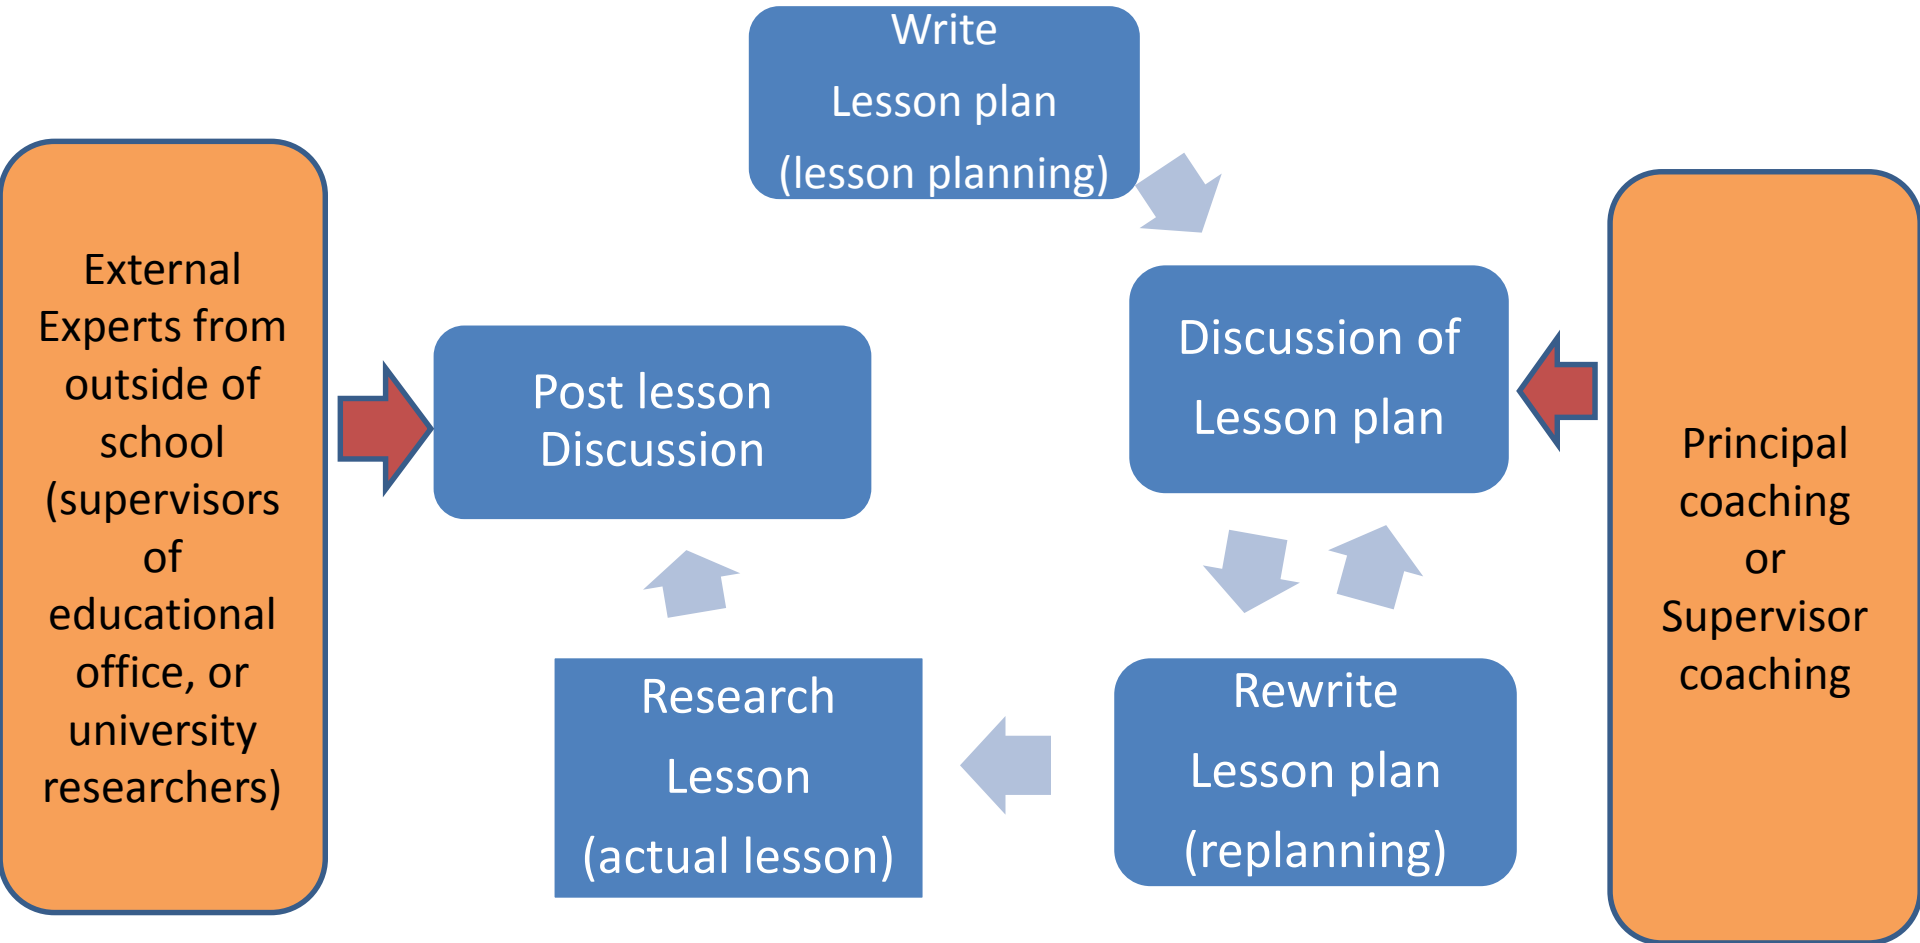 Write
Lesson plan
(lesson planning)
External
Experts from
outside of
school
(supervisors
of
educational
office, or
university
researchers)
Post lesson
Discussion
Discussion of
Lesson plan
Principal
coaching
or
Supervisor
coaching
Research
Lesson
(actual lesson)
Rewrite
Lesson plan
(replanning)